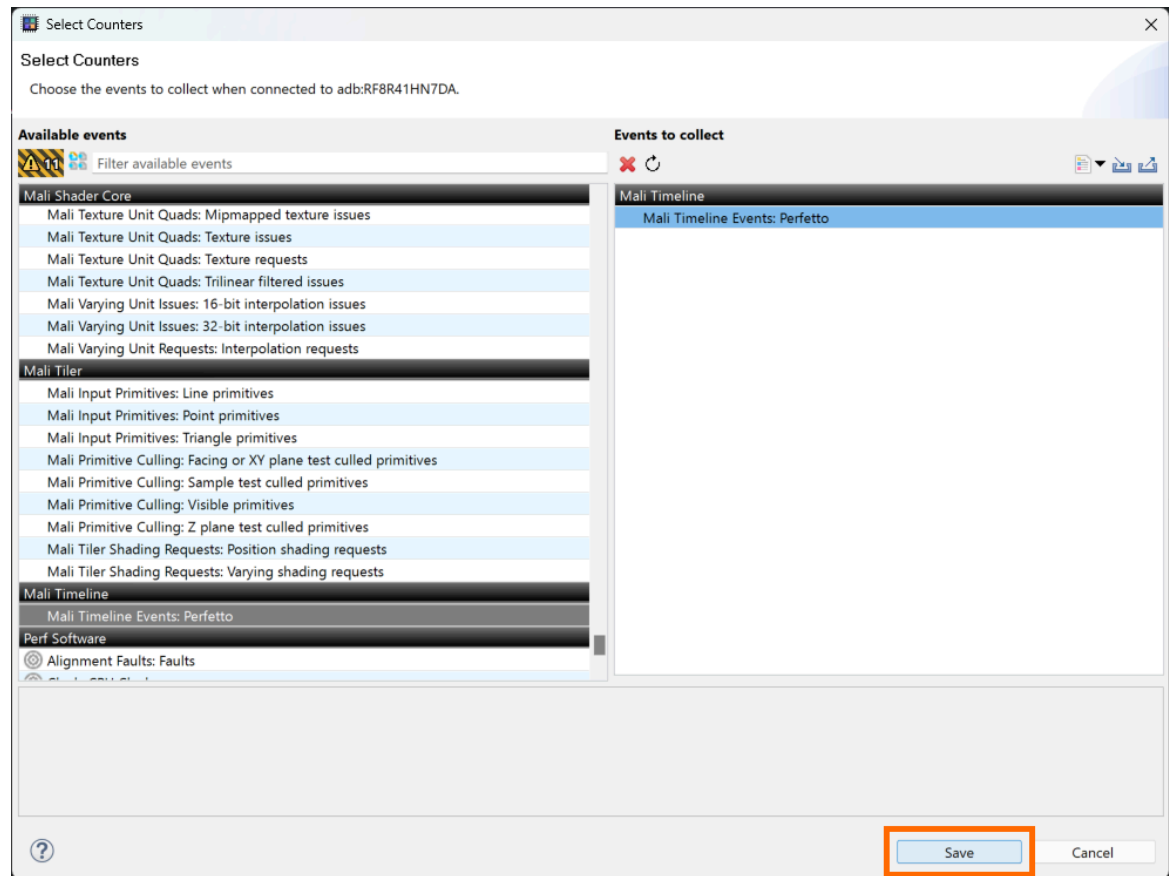 Select Counters
Select Counters
Choose the events to collect when connected to adb:RF8R41HN7DA.
Available events
11
Filter available events
Mali Shader Core
Mali Texture Unit Quads: Mipmapped texture issues
Mali Texture Unit Quads: Texture issues
Mali Texture Unit Quads: Texture requests
Mali Texture Unit Quads: Trilinear filtered issues
Mali Varying Unit Issues: 16-bit interpolation issues
Mali Varying Unit Issues: 32-bit interpolation issues
Mali Varying Unit Requests: Interpolation requests
Mali Tiler
Mali Input Primitives: Line primitives
Mali Input Primitives: Point primitives
Mali Input Primitives: Triangle primitives
Mali Primitive Culling: Facing or XY plane test culled primitives
Mali Primitive Culling: Sample test culled primitives
Mali Primitive Culling: Visible primitives
Mali Primitive Culling: Z plane test culled primitives
Mali Tiler Shading Requests: Position shading requests
Mali Tiler Shading Requests: Varying shading requests
Mali Timeline
Mali Timeline Events: Perfetto
Perf Software
Alignment Faults: Faults
Events to collect
Mali Timeline
Mali Timeline Events: Perfetto
Save
Cancel